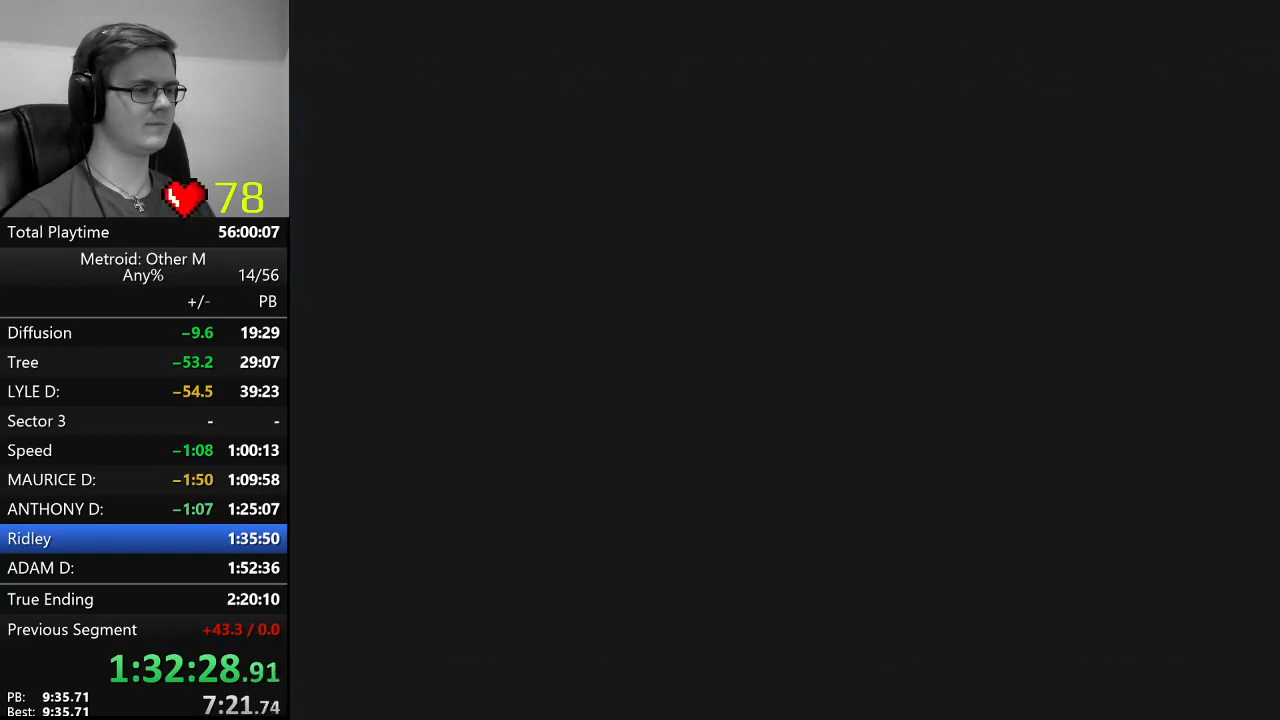 78
Total Playtime 56:00:07
Metroid: Other M
Any% 14/56
+/- PB
Diffusion −9.6 19:29
Tree −53.2 29:07
LYLE D: −54.5 39:23
Sector 3 - -
Speed −1:08 1:00:13
MAURICE D: −1:50 1:09:58
ANTHONY D: −1:07 1:25:07
Ridley 1:35:50
ADAM D: 1:52:36
True Ending 2:20:10
Previous Segment +43.3 / 0.0
1:32:28.91
PB: 9:35.71 7:21.74
Best: 9:35.71